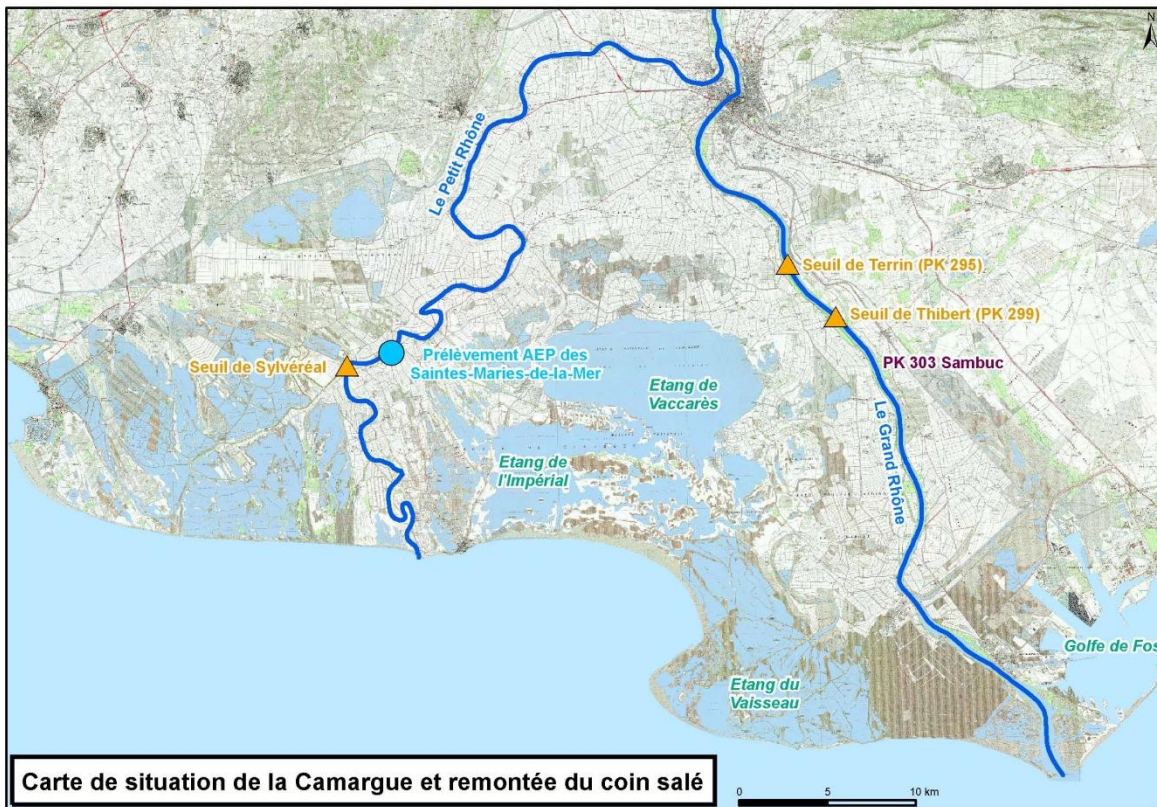 N
Le Petit Rhône
Seuil de Terrin (PK 295)
Seuil de Thibert (PK 299)
Prélèvement AEP des
Saintes-Maries-de-la-Mer
Seuil de Sylvéréal
PK 303 Sambuc
Etang de
Vaccarès
Le Grand Rhône
Etang de
l'Impérial
Golfe de Fos
Etang du
Vaisseau
Carte de situation de la Camargue et remontée du coin salé
0 5 10 km